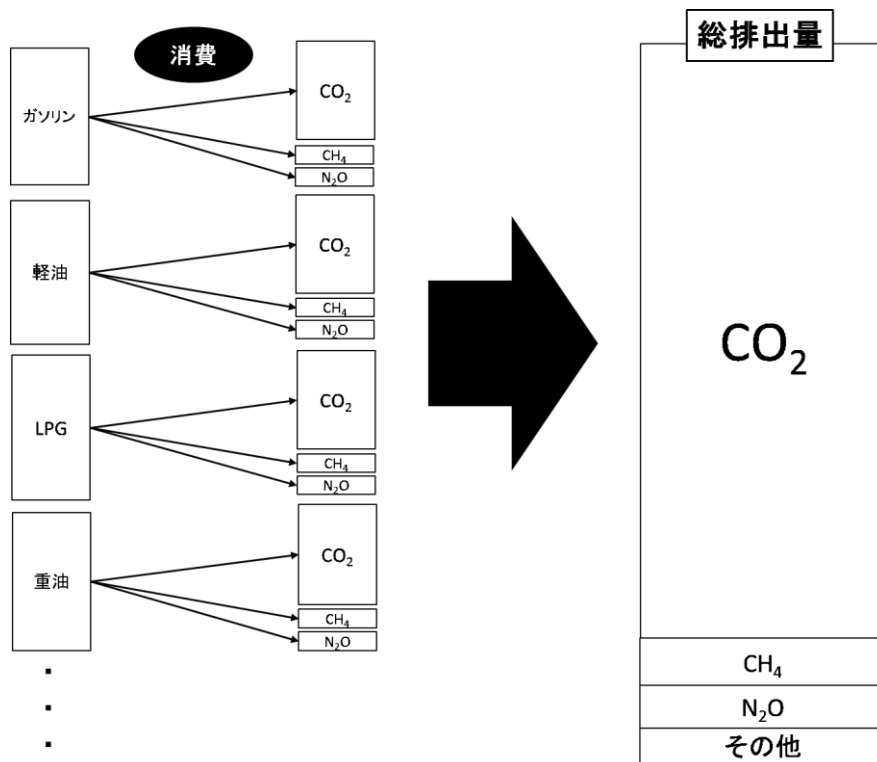 消費
ガソリン
CO₂
CH₄
N₂O
軽油
CO₂
CH₄
N₂O
LPG
CO₂
CH₄
N₂O
重油
CO₂
CH₄
N₂O
・
・
・
総排出量
CO₂
CH₄
N₂O
その他